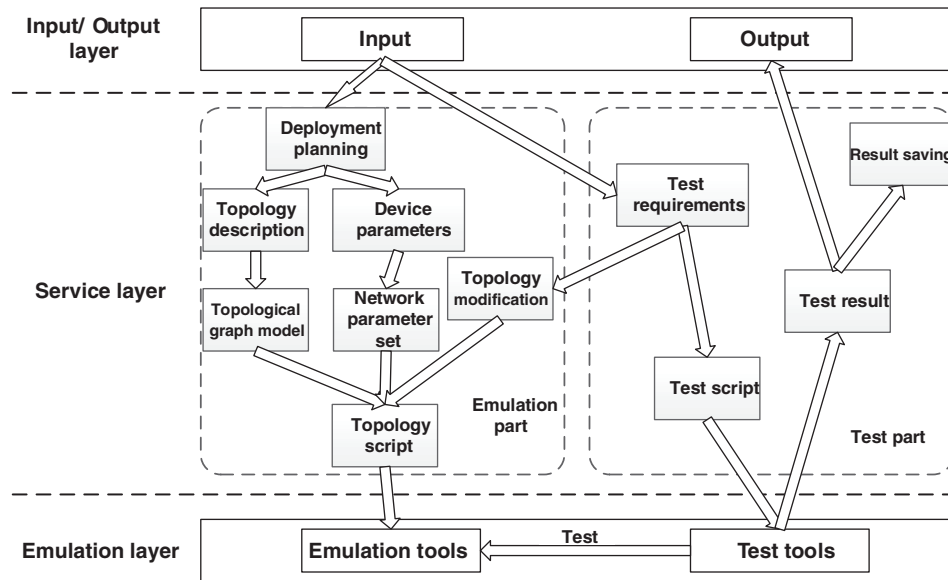 Input/ Output
layer
Input
Output
Deployment
planning
Result saving
Test
requirements
Topology
description
Device
parameters
Topology
modification
Service layer
Test result
Topological
graph model
Network
parameter
set
Test script
Emulation
part
Topology
script
Test part
Emulation layer
Emulation tools
Test
Test tools